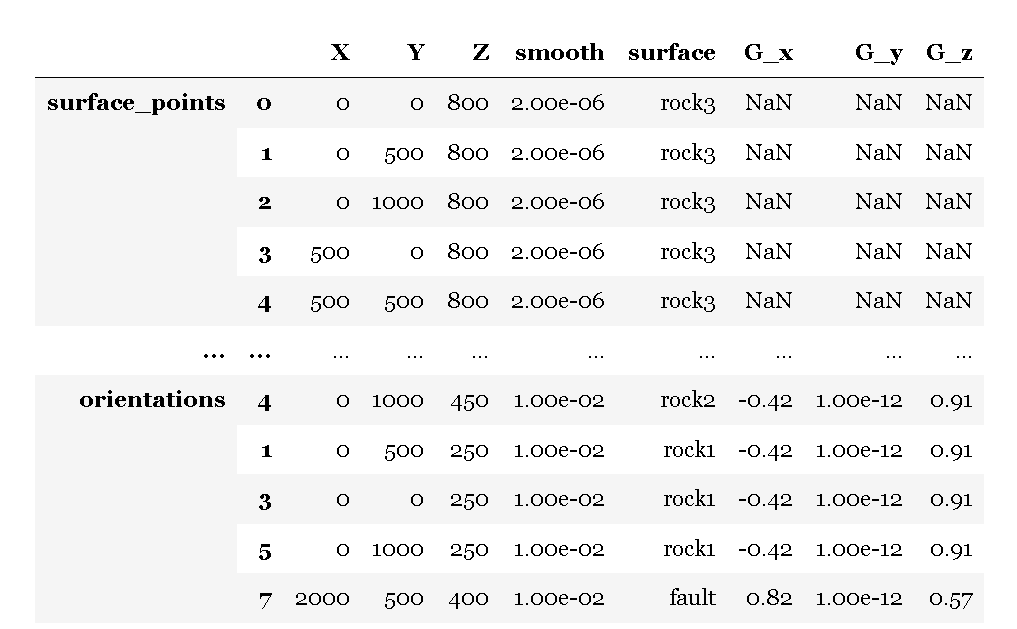 X Y Z smooth surface G_x G_y G_z
surface_points 0 0 0 800 2.00e-06 rock3 NaN NaN NaN
1 0 500 800 2.00e-06 rock3 NaN NaN NaN
2 0 1000 800 2.00e-06 rock3 NaN NaN NaN
3 500 0 800 2.00e-06 rock3 NaN NaN NaN
4 500 500 800 2.00e-06 rock3 NaN NaN NaN
... ... ... ... ... ... ... ... ... ...
orientations 4 0 1000 450 1.00e-02 rock2 -0.42 1.00e-12 0.91
1 0 500 250 1.00e-02 rock1 -0.42 1.00e-12 0.91
3 0 0 250 1.00e-02 rock1 -0.42 1.00e-12 0.91
5 0 1000 250 1.00e-02 rock1 -0.42 1.00e-12 0.91
7 2000 500 400 1.00e-02 fault 0.82 1.00e-12 0.57